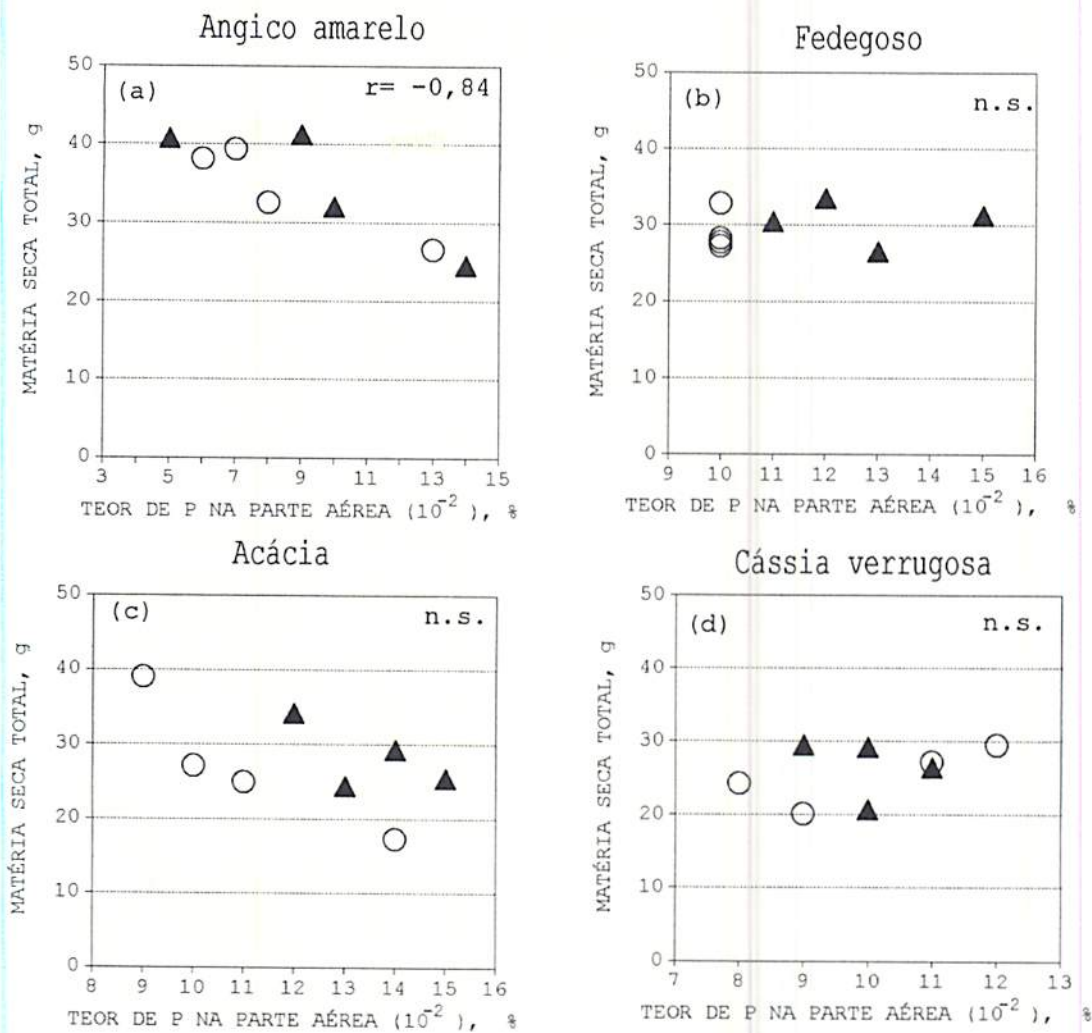 Angico amarelo
(a)
r= -0,84
MATÉRIA SECA TOTAL, g
50
40
30
20
10
0
3 5 7 9 11 13 15
TEOR DE P NA PARTE AÉREA (10⁻² ), %
Fedegoso
(b)
n.s.
MATÉRIA SECA TOTAL, g
50
40
30
20
10
0
9 10 11 12 13 14 15 16
TEOR DE P NA PARTE AÉREA (10⁻² ), %
Acácia
(c)
n.s.
MATÉRIA SECA TOTAL, g
50
40
30
20
10
0
8 9 10 11 12 13 14 15 16
TEOR DE P NA PARTE AÉREA (10⁻² ), %
Cássia verrugosa
(d)
n.s.
MATÉRIA SECA TOTAL, g
50
40
30
20
10
0
7 8 9 10 11 12 13
TEOR DE P NA PARTE AÉREA (10⁻² ), %